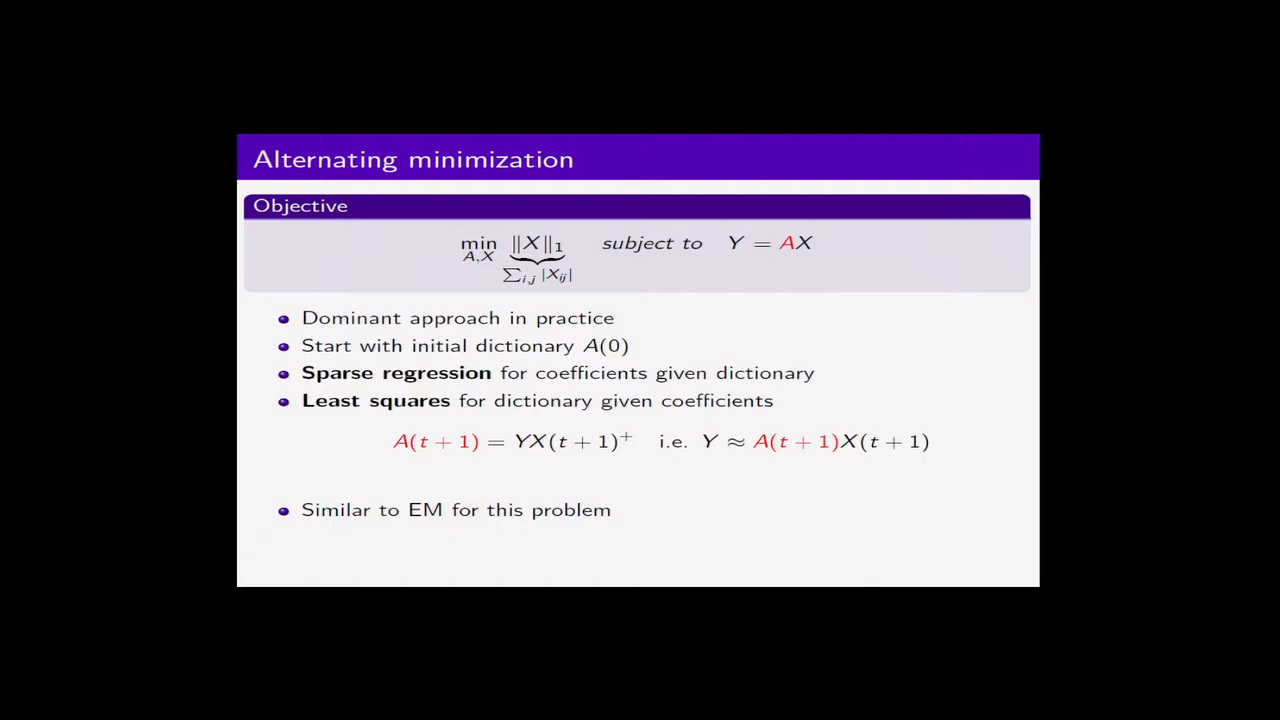 Alternating minimization
Objective
min ‖X‖₁ subject to Y = AX
A,X
∑i,j |Xij|
Dominant approach in practice
Start with initial dictionary A(0)
Sparse regression for coefficients given dictionary
Least squares for dictionary given coefficients
A(t + 1) = YX(t + 1)⁺ i.e. Y ≈ A(t + 1)X(t + 1)
Similar to EM for this problem